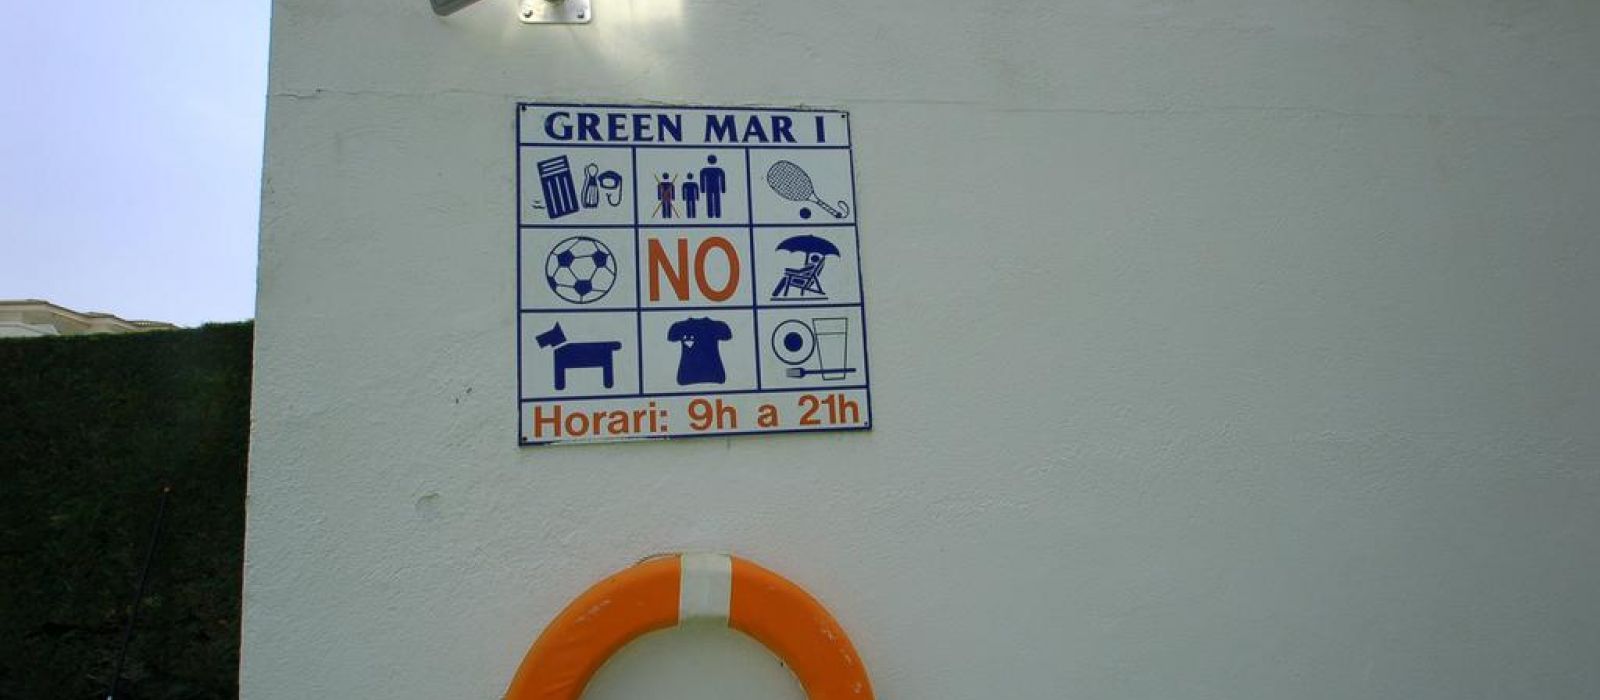 GREEN MAR I
NO
Horari: 9h a 21h